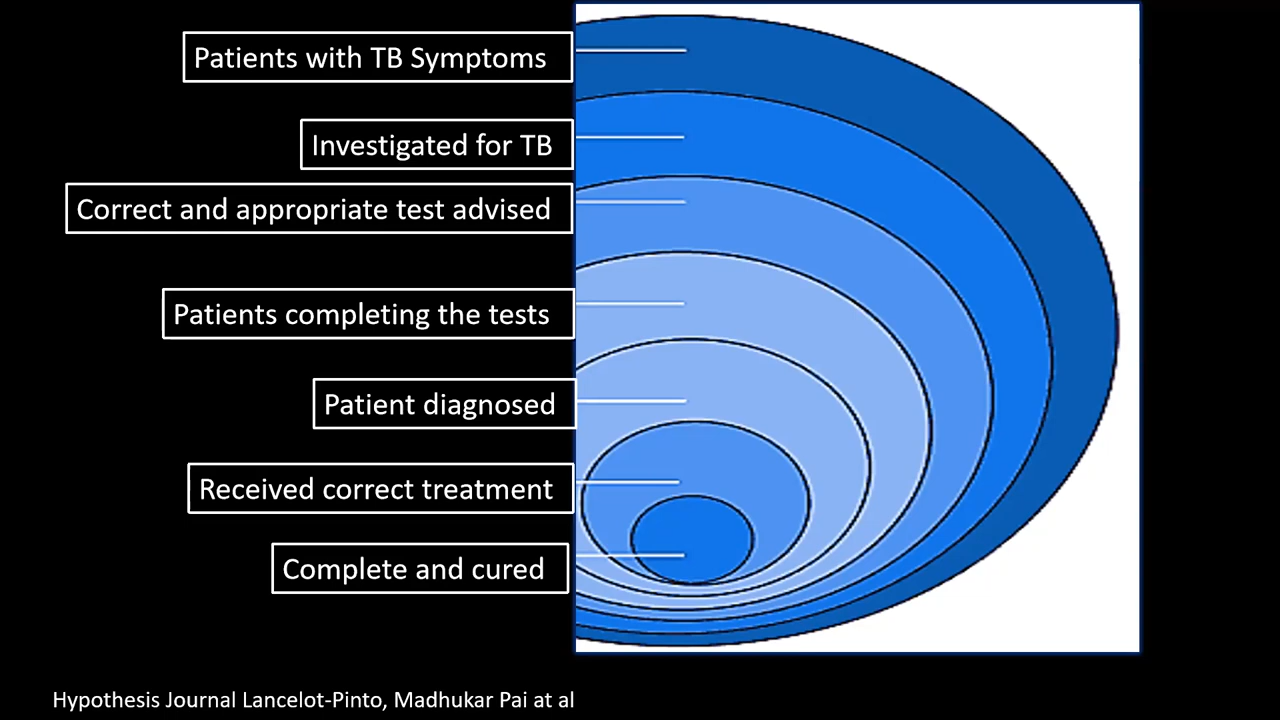 Patients with TB Symptoms
Investigated for TB
Correct and appropriate test advised
Patients completing the tests
Patient diagnosed
Received correct treatment
Complete and cured
Hypothesis Journal Lancelot-Pinto, Madhukar Pai at al